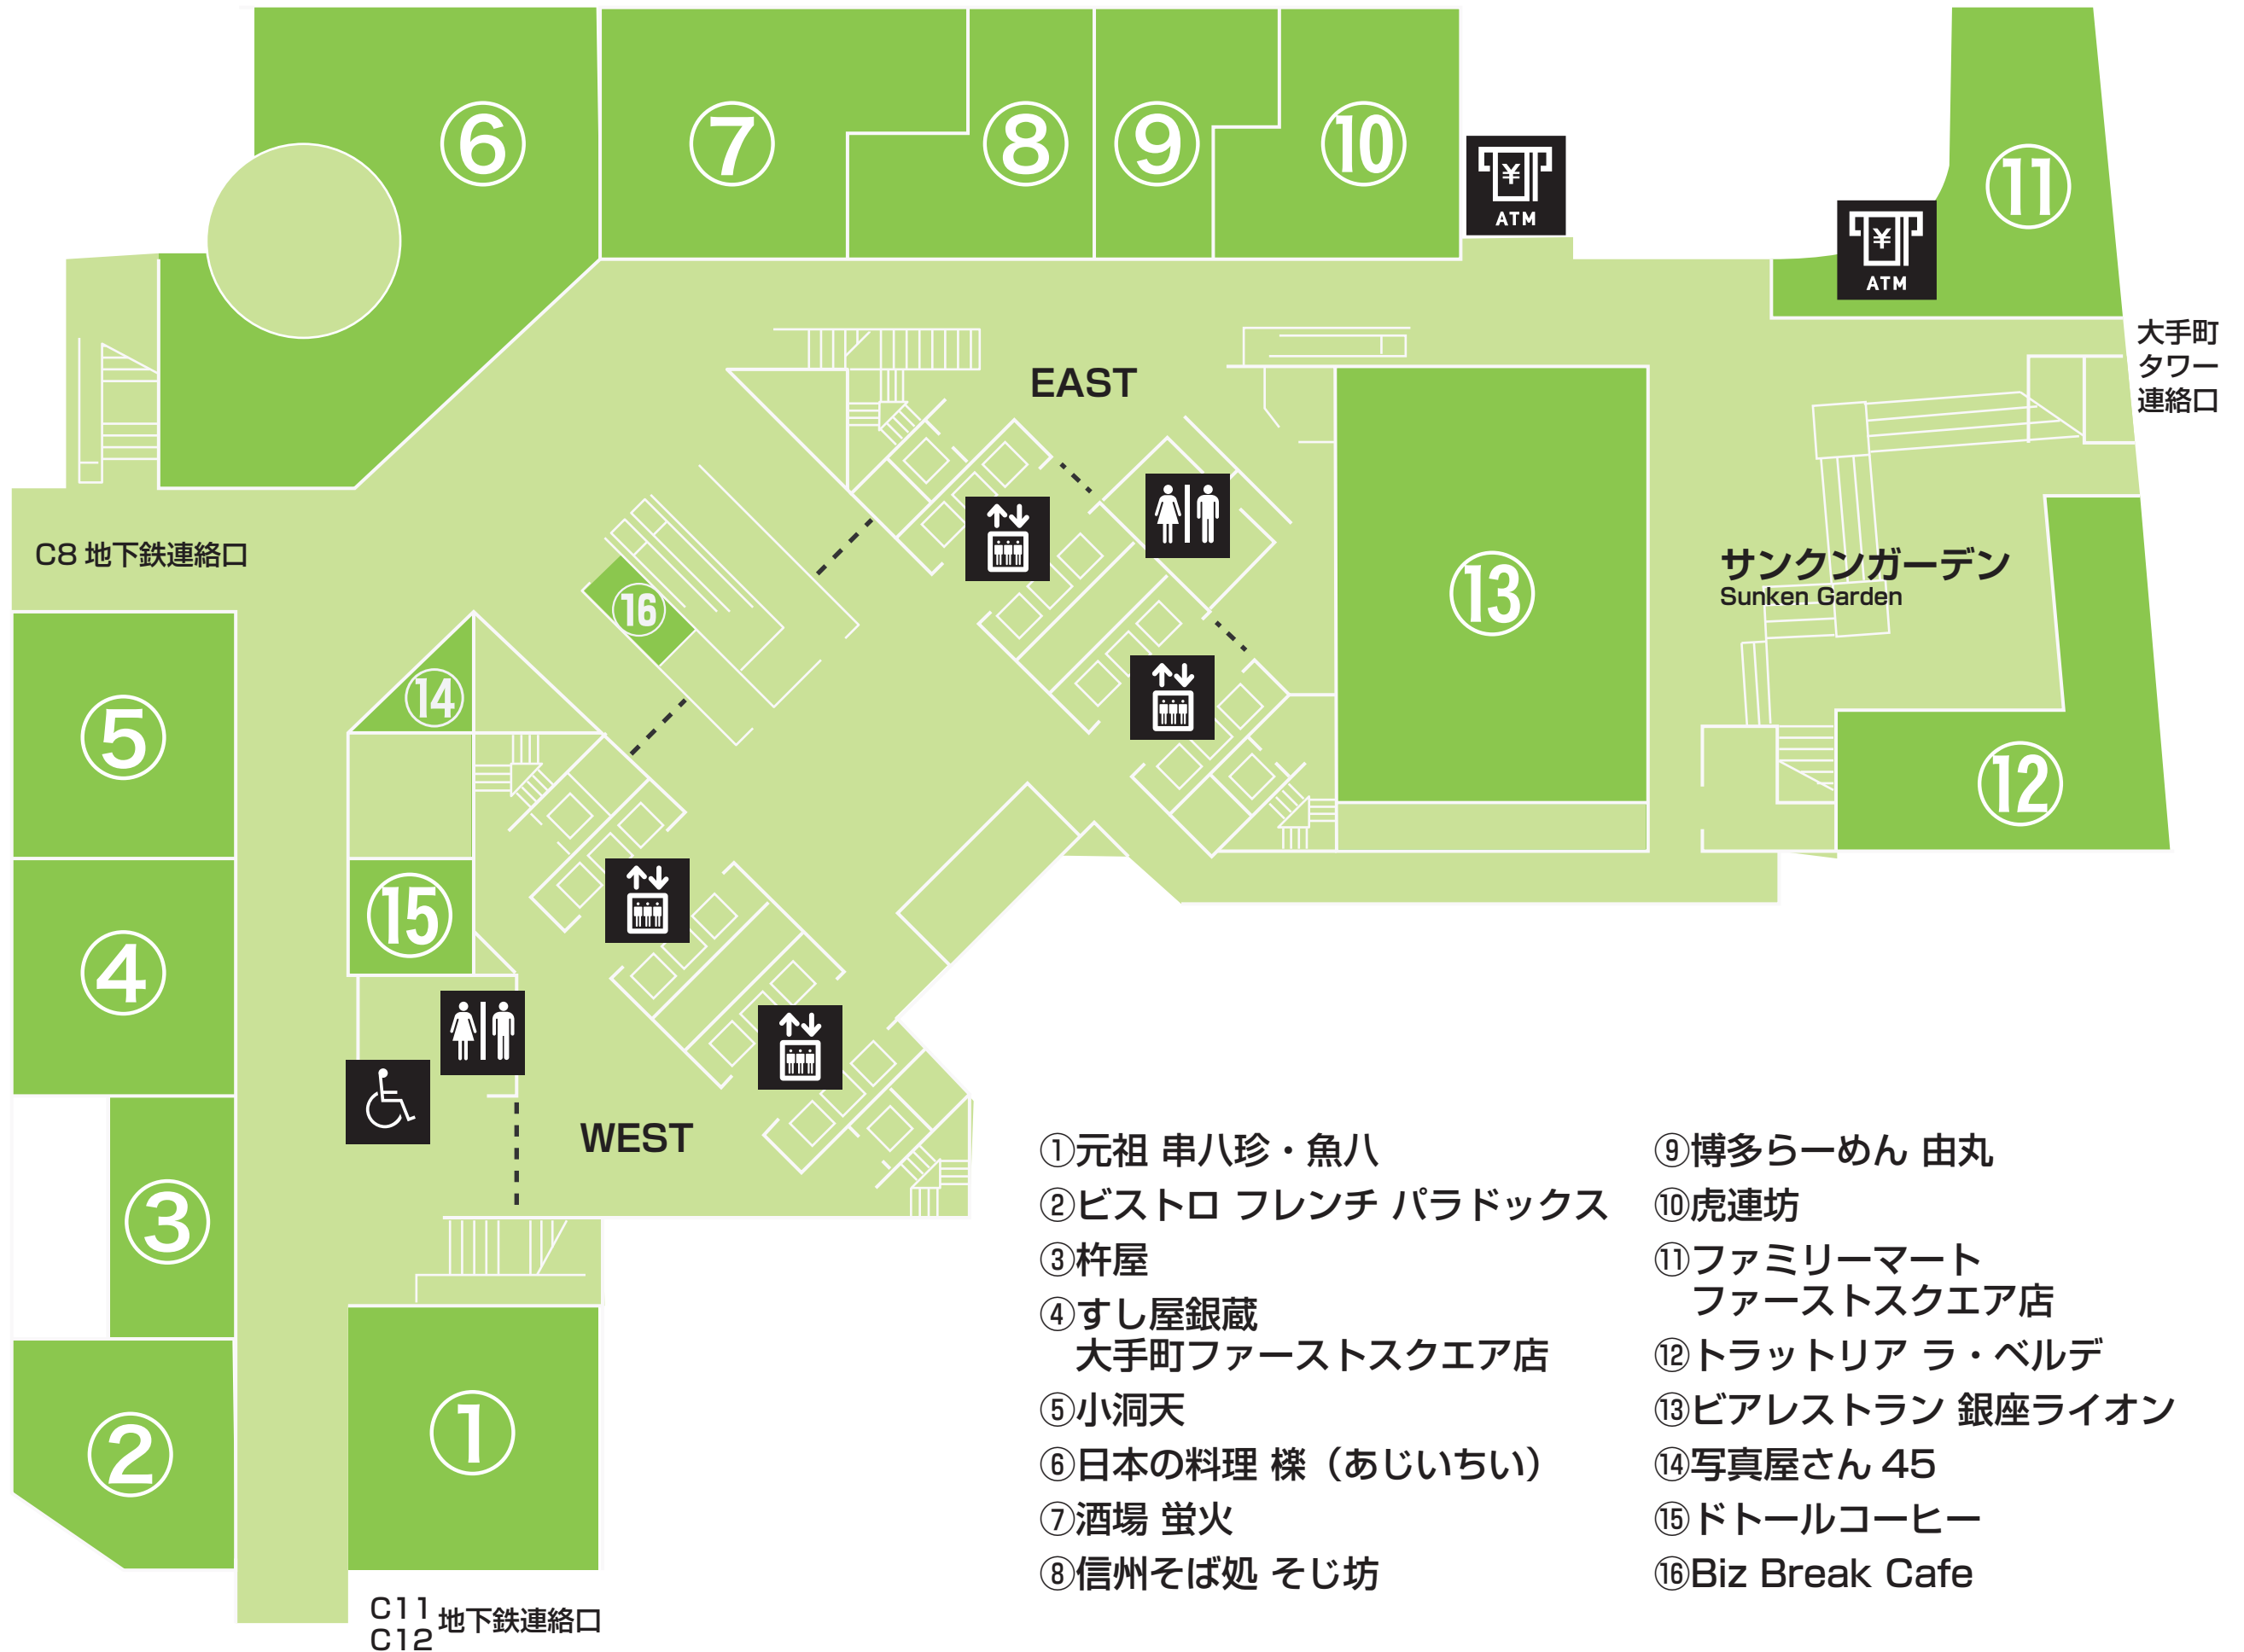 ⑥
⑦
⑧
⑨
⑩
⑪
¥
ATM
¥
ATM
大手町
タワー
連絡口
EAST
C8 地下鉄連絡口
⑯
⑬
サンクンガーデン
Sunken Garden
⑭
⑤
⑫
⑮
④
WEST
③
②
①
C11
C12
地下鉄連絡口
①元祖 串八珍・魚八
②ビストロ フレンチ パラドックス
③杵屋
④すし屋銀蔵
大手町ファーストスクエア店
⑤小洞天
⑥日本の料理 檪（あじいちい）
⑦酒場 蛍火
⑧信州そば処 そじ坊
⑨博多らーめん 由丸
⑩虎連坊
⑪ファミリーマート
ファーストスクエア店
⑫トラットリア ラ・ベルデ
⑬ビアレストラン 銀座ライオン
⑭写真屋さん 45
⑮ドトールコーヒー
⑯Biz Break Cafe